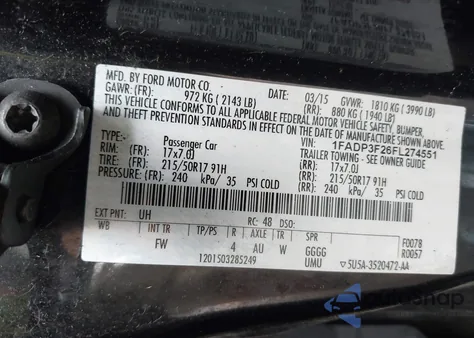 MFD. BY FORD MOTOR CO.
03/15 GVWR: 1810 KG (3990 LB)
GAWR: (FR): 972 KG (2143 LB) (RR): 880 KG (1940 LB)
THIS VEHICLE CONFORMS TO ALL APPLICABLE FEDERAL MOTOR VEHICLE SAFETY, BUMPER,
AND THEFT PREVENTION STANDARDS IN EFFECT ON THE DATE OF
MANUFACTURE SHOWN ABOVE. VIN: 1FADP3F26FL274551
TYPE: Passenger Car TRAILER TOWING - SEE OWNER GUIDE
RIM: (FR): 17x7.0J (RR): 17x7.0J
TIRE: (FR): 215/50R17 91H (RR): 215/50R17 91H
PRESSURE: (FR): 240 kPa/ 35 PSI COLD (RR): 240 kPa/ 35 PSI COLD
EXT PNT: UH RC: 48 DSO:
WB INT TR TP/PS R AXLE TR SPR F0078
FW 4 AU W GGGG R0057
1201503285249 UMU ▽5U5A-3520472-AA
autosnap